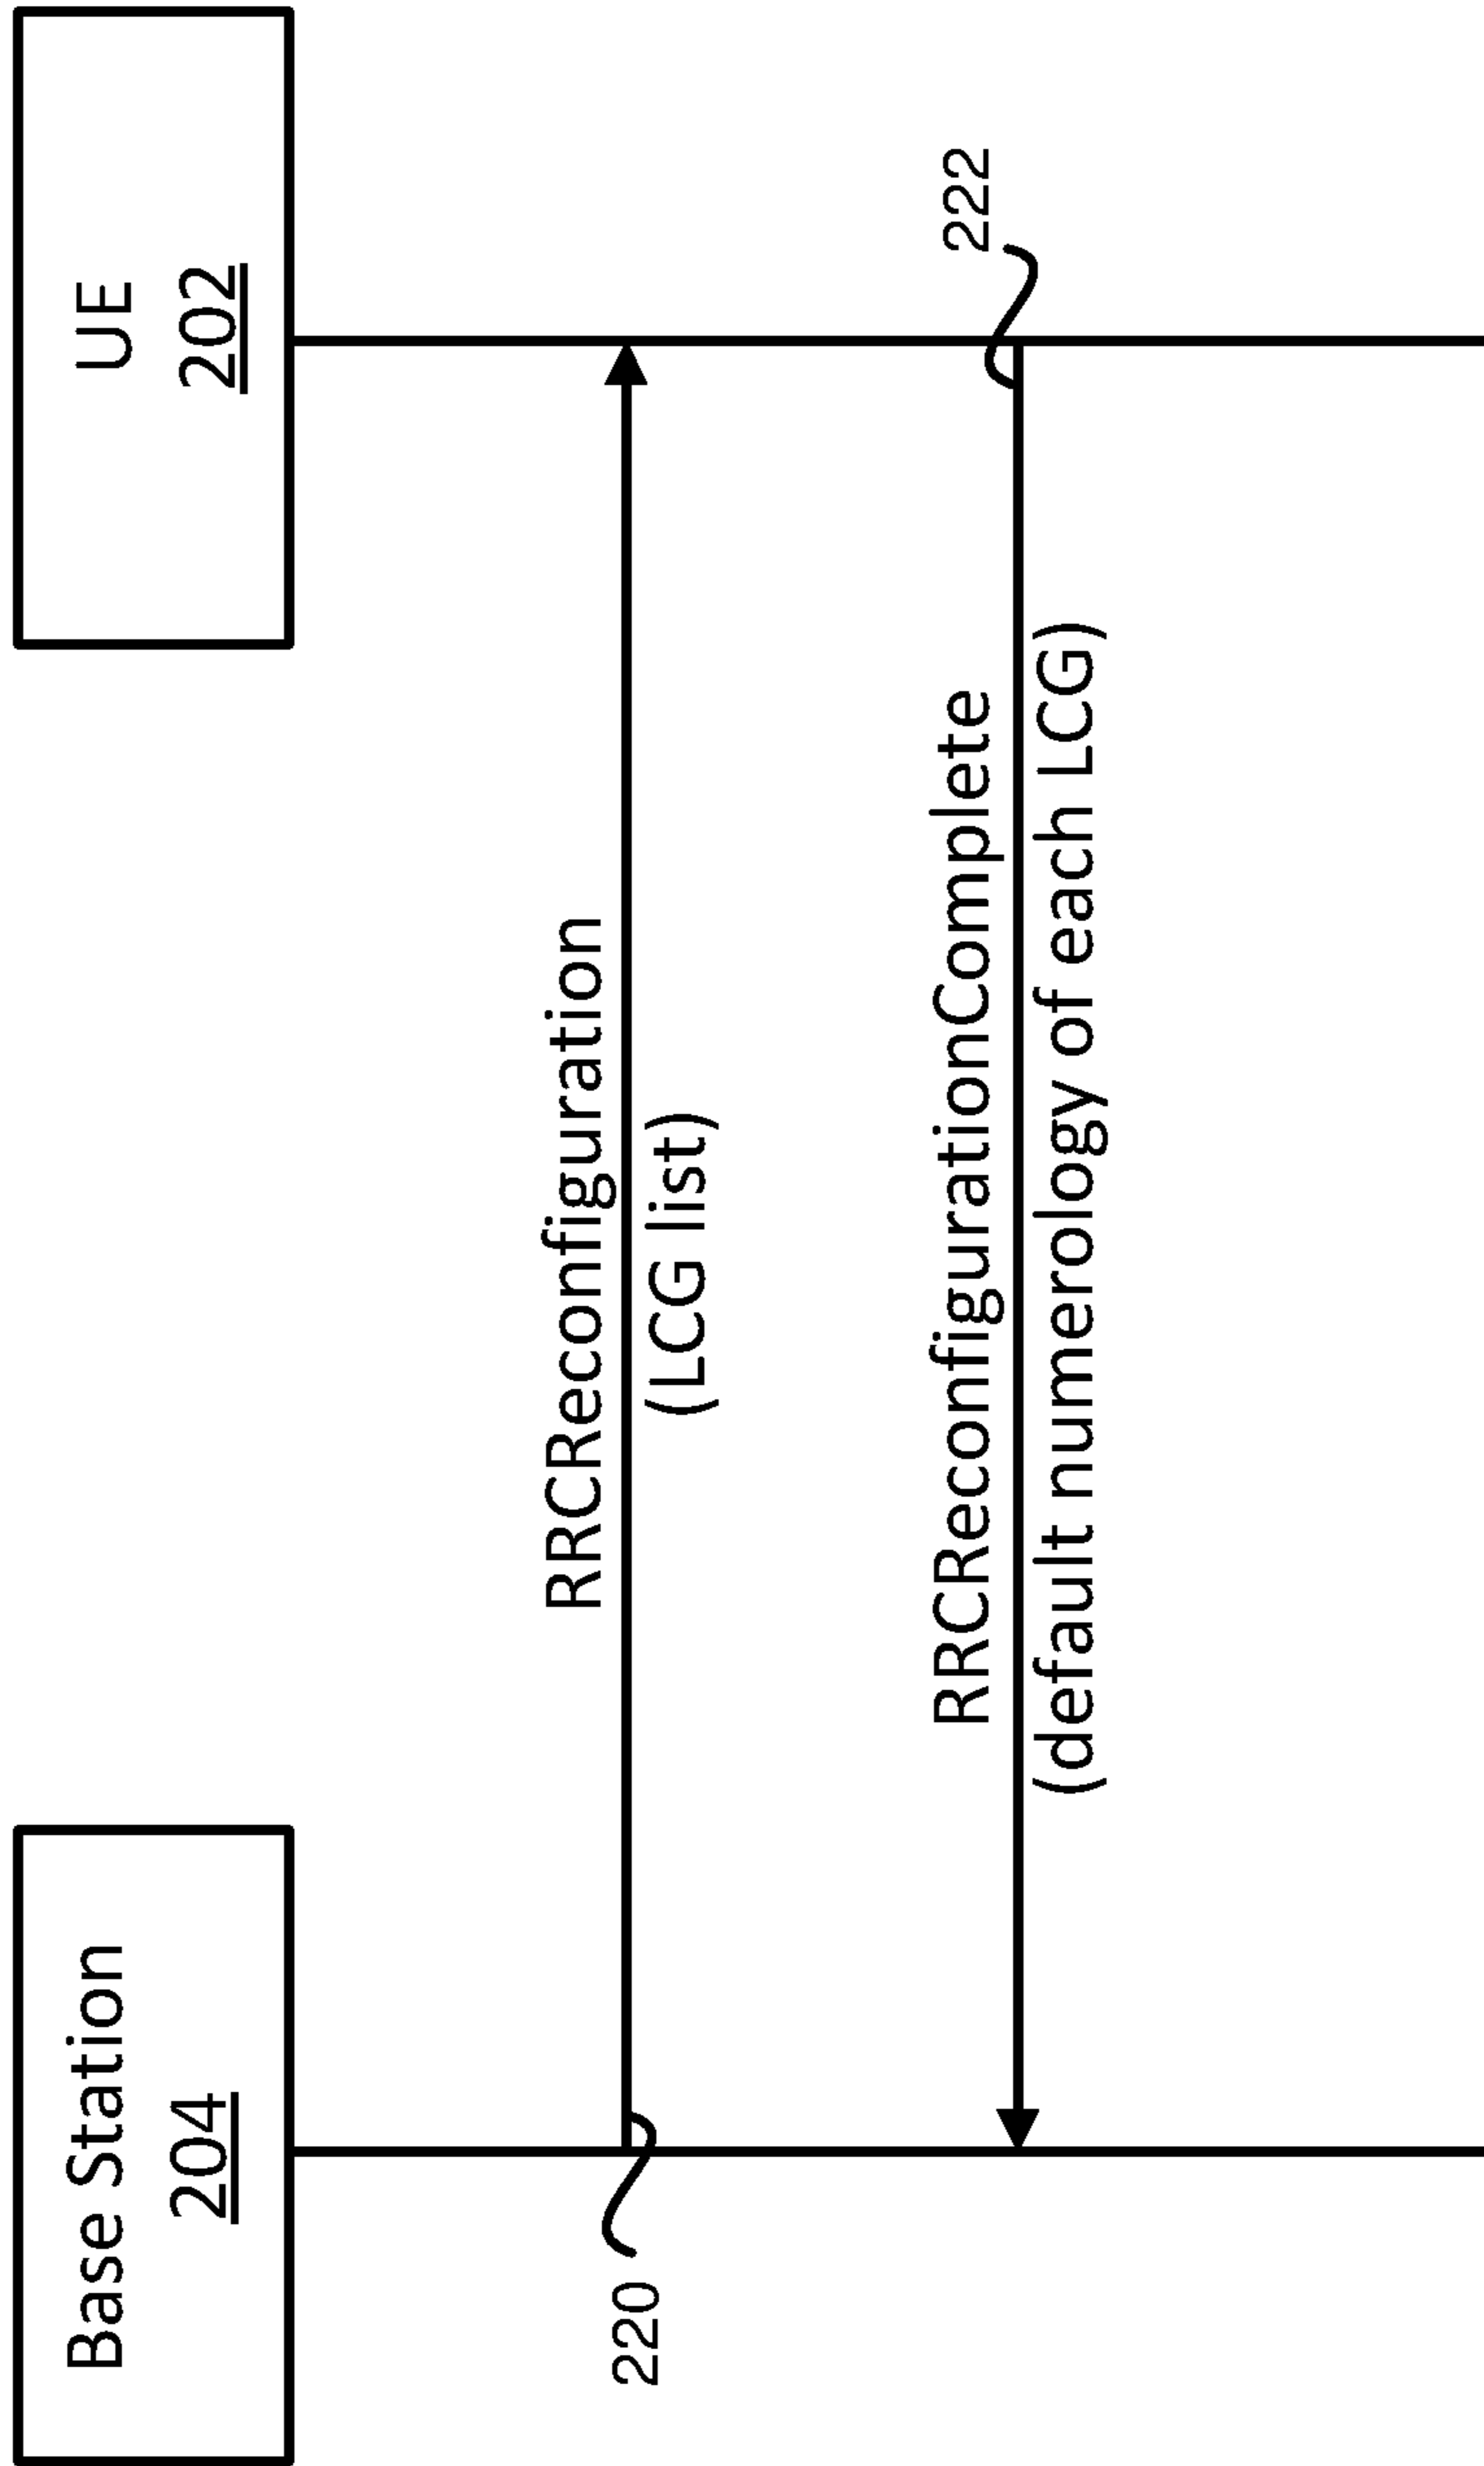 Base Station
204
UE
202
220
RRCReconfiguration
(LCG list)
222
RRCReconfigurationComplete
(default numerology of each LCG)